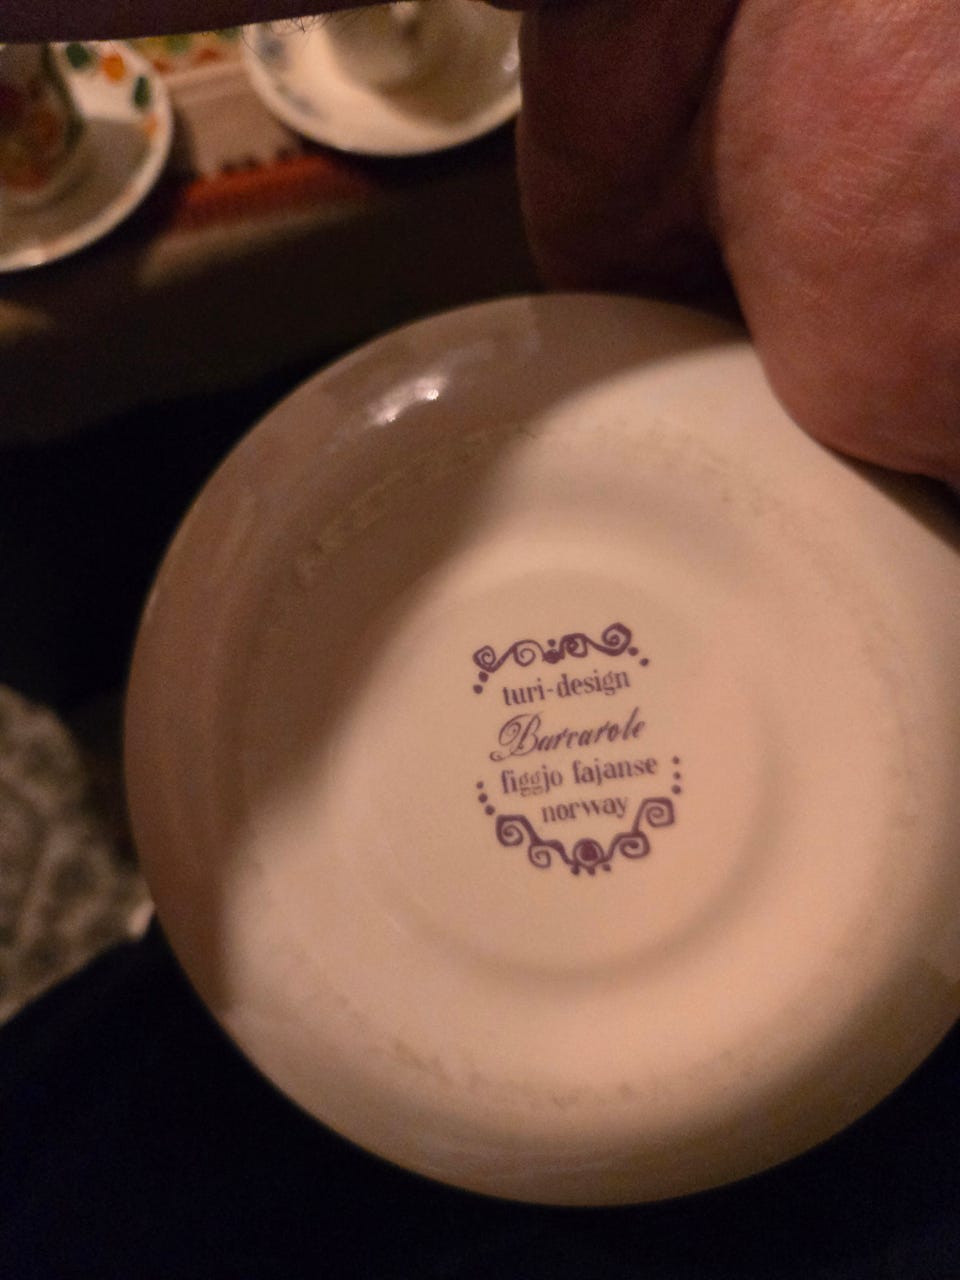 turi-design
Barcarole
figgjo fajanse
norway